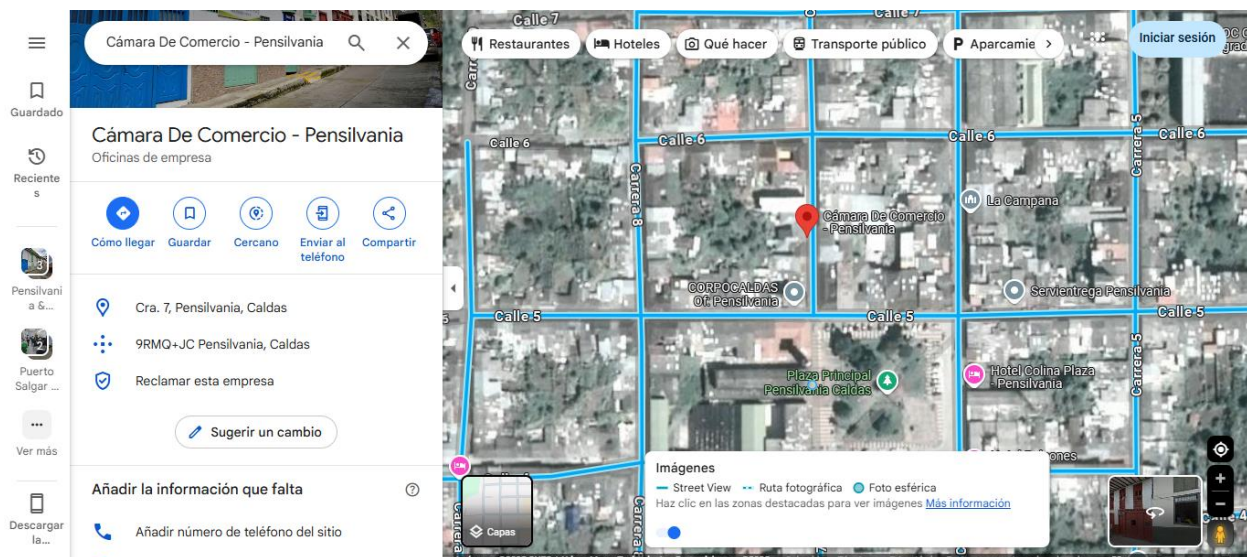 Guardado
Reciente
s
Pensilvani
a &...
Puerto
Salgar ...
Ver más
Descargar
la...
Cámara de Comercio - Pensilvania
Cámara De Comercio - Pensilvania
Oficinas de empresa
Cómo llegar
Guardar
Cercano
Enviar al
teléfono
Compartir
Cra. 7, Pensilvania, Caldas
9RMQ+JC Pensilvania, Caldas
Reclamar esta empresa
Sugerir un cambio
Añadir la información que falta
Añadir número de teléfono del sitio
Restaurantes
Hoteles
Qué hacer
Transporte público
P Aparcamie
Iniciar sesión
Calle 7
Calle 7
Calle 6
Calle 6
Calle 6
Calle 6
Carrera 8
Carrera 5
La Campana
Cámara De Comercio
- Pensilvania
CORPOCALDAS
Of. Pensilvania
Servientrega Pensilvania
Calle 5
Calle 5
Calle 5
Plaza Principal
Pensilvania Caldas
Hotel Colina Plaza
- Pensilvania
Carrera 5
Imágenes
Street View
Ruta fotográfica
Foto esférica
Haz clic en las zonas destacadas para ver imágenes Más información
Capas